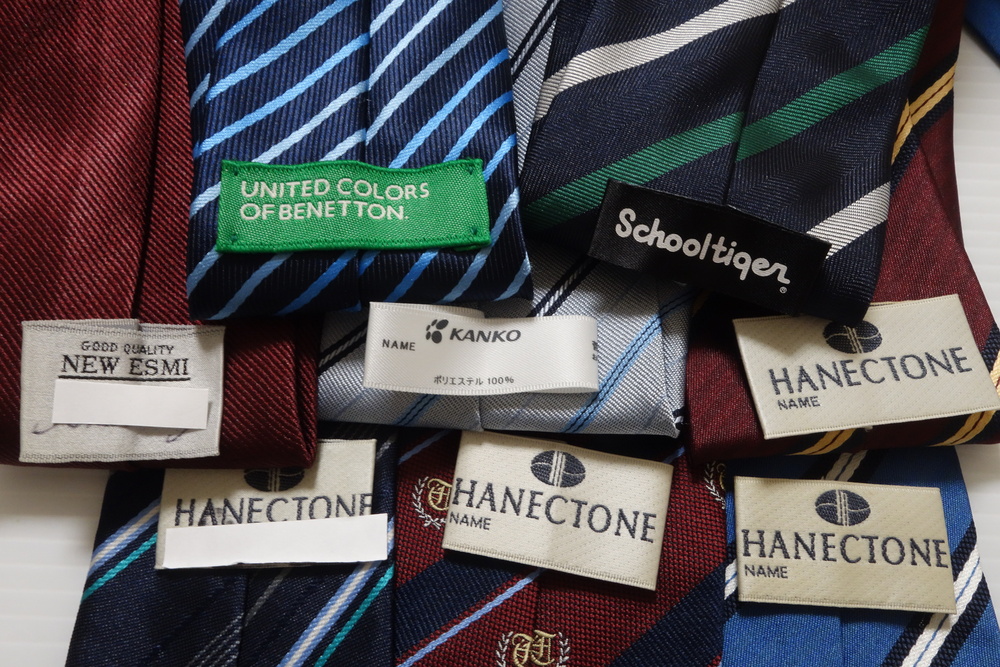 UNITED COLORS
OF BENETTON.
Schooltiger
®
GOOD QUALITY
NEW ESMI
KANKO
NAME
ポリエステル 100%
HANECTONE
NAME
HANECTONE
HANECTONE
NAME
HANECTONE
NAME